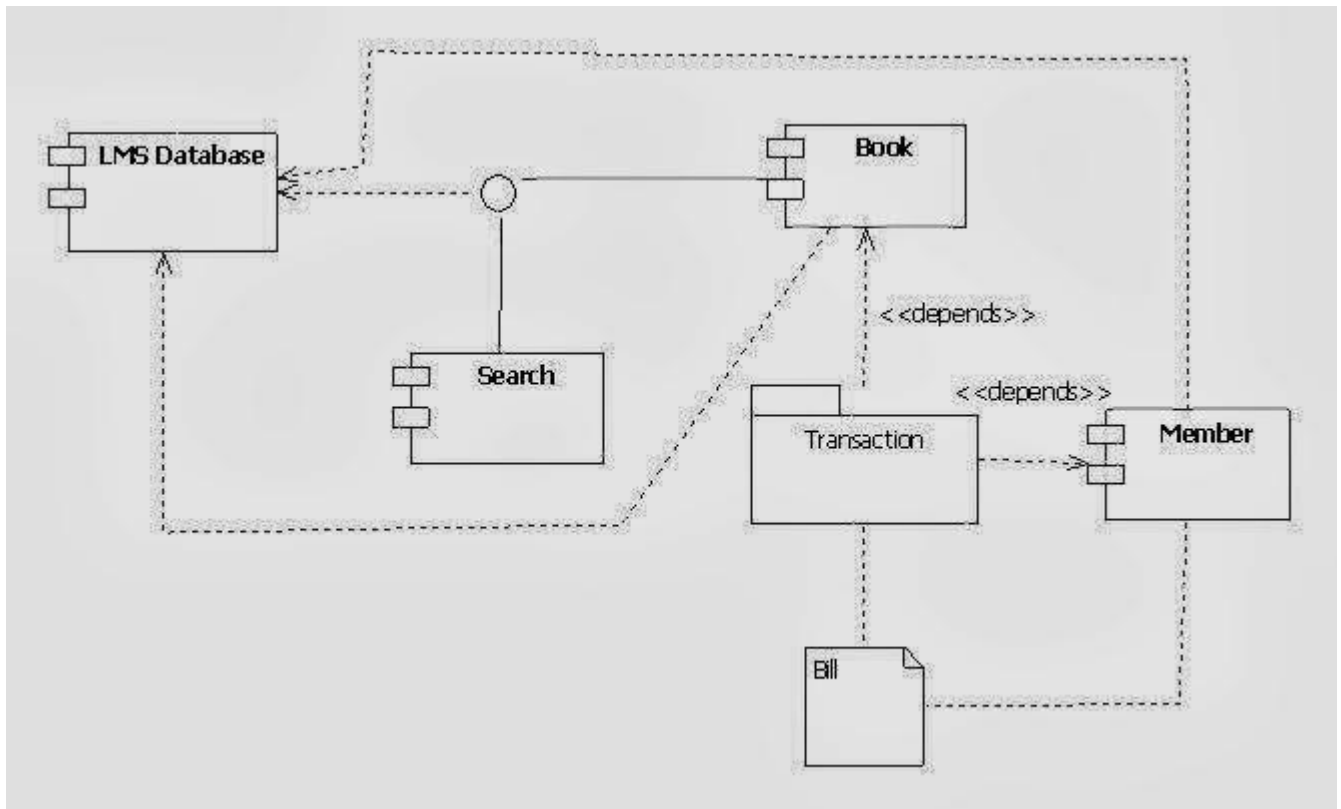 LMS Database
Book
<<depends>>
Search
<<depends>>
Transaction
Member
Bill